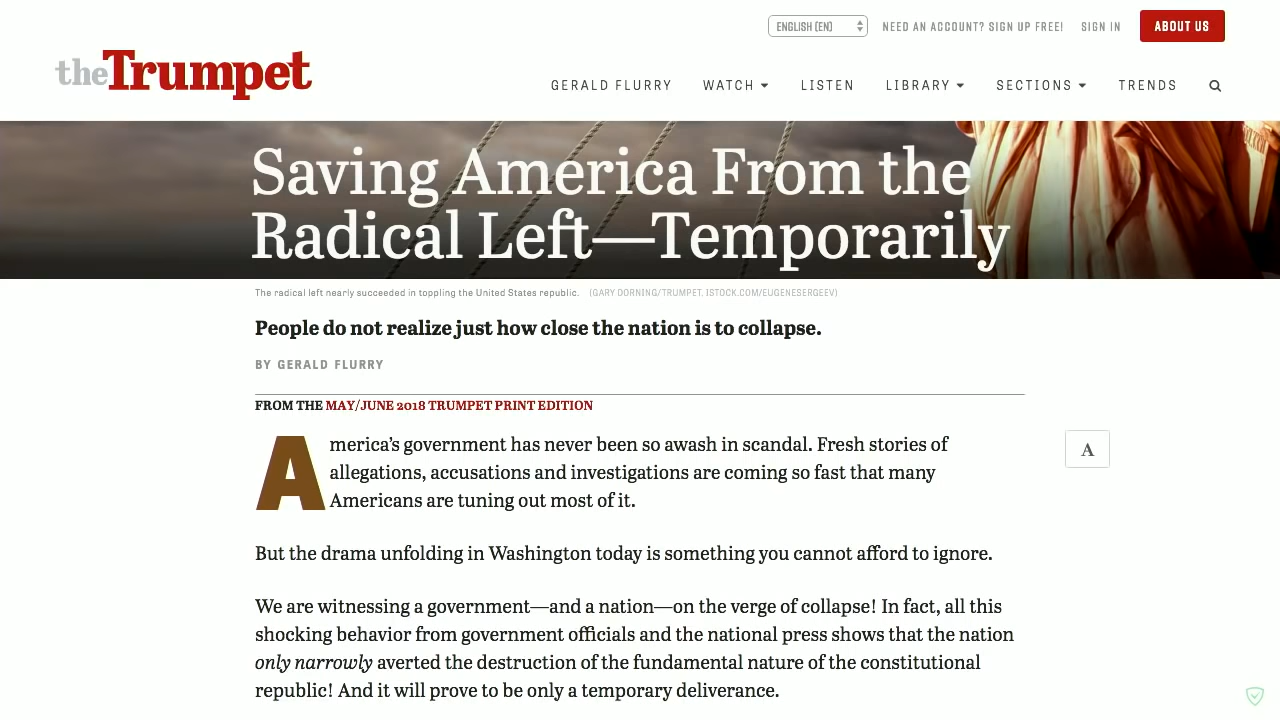 ENGLISH (EN)
NEED AN ACCOUNT? SIGN UP FREE!
SIGN IN
ABOUT US
theTrumpet
GERALD FLURRY
WATCH
LISTEN
LIBRARY
SECTIONS
TRENDS
Saving America From the
Radical Left—Temporarily
The radical left nearly succeeded in toppling the United States republic. (GARY DORNING/TRUMPET, ISTOCK.COM/EUGENESERGEEV)
People do not realize just how close the nation is to collapse.
BY GERALD FLURRY
FROM THE MAY/JUNE 2018 TRUMPET PRINT EDITION
America's government has never been so awash in scandal. Fresh stories of
allegations, accusations and investigations are coming so fast that many
Americans are tuning out most of it.
A
But the drama unfolding in Washington today is something you cannot afford to ignore.
We are witnessing a government—and a nation—on the verge of collapse! In fact, all this
shocking behavior from government officials and the national press shows that the nation
only narrowly averted the destruction of the fundamental nature of the constitutional
republic! And it will prove to be only a temporary deliverance.